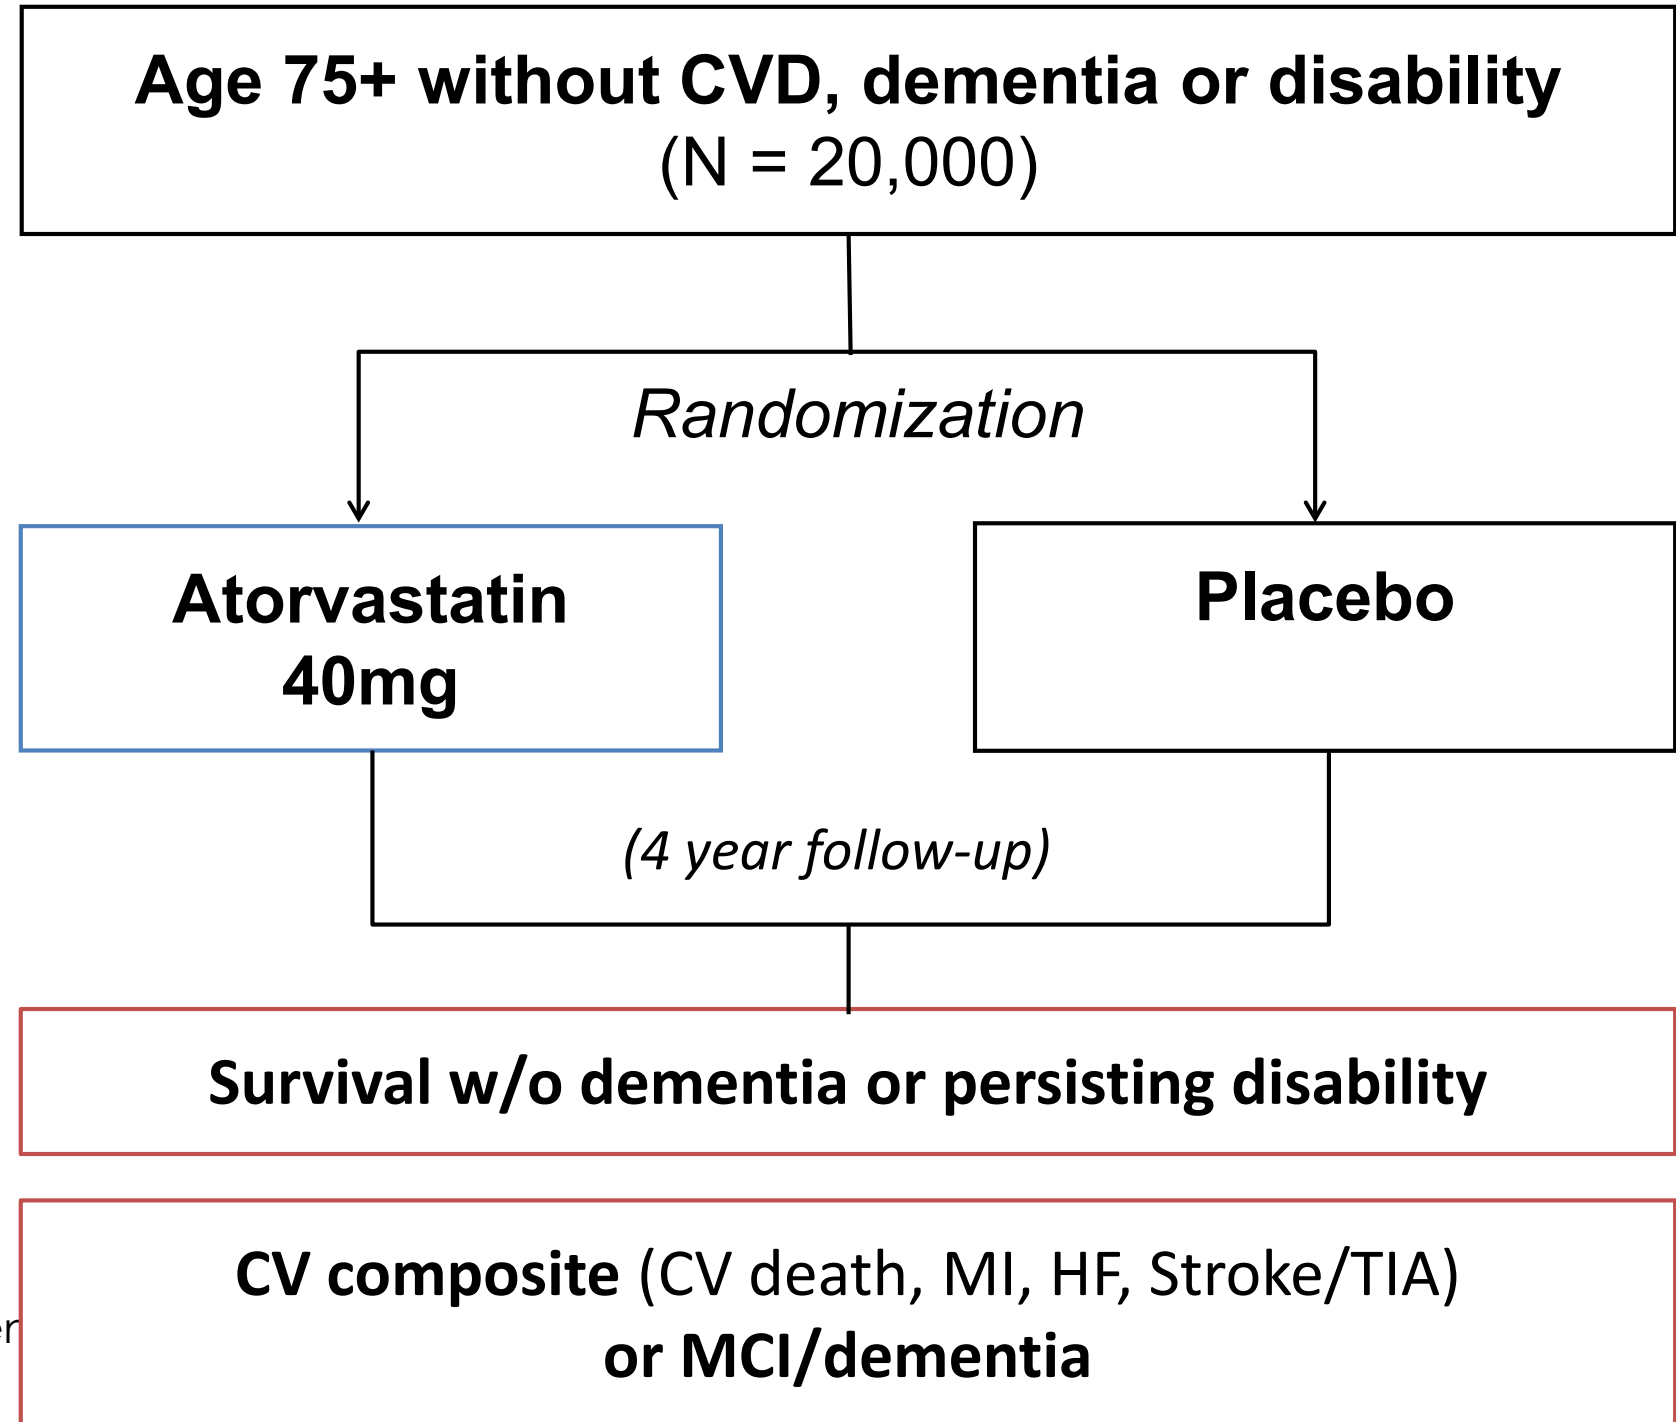 Age 75+ without CVD, dementia or disability
(N = 20,000)
Randomization
Atorvastatin
40mg
Placebo
(4 year follow-up)
Survival w/o dementia or persisting disability
CV composite (CV death, MI, HF, Stroke/TIA)
or MCI/dementia